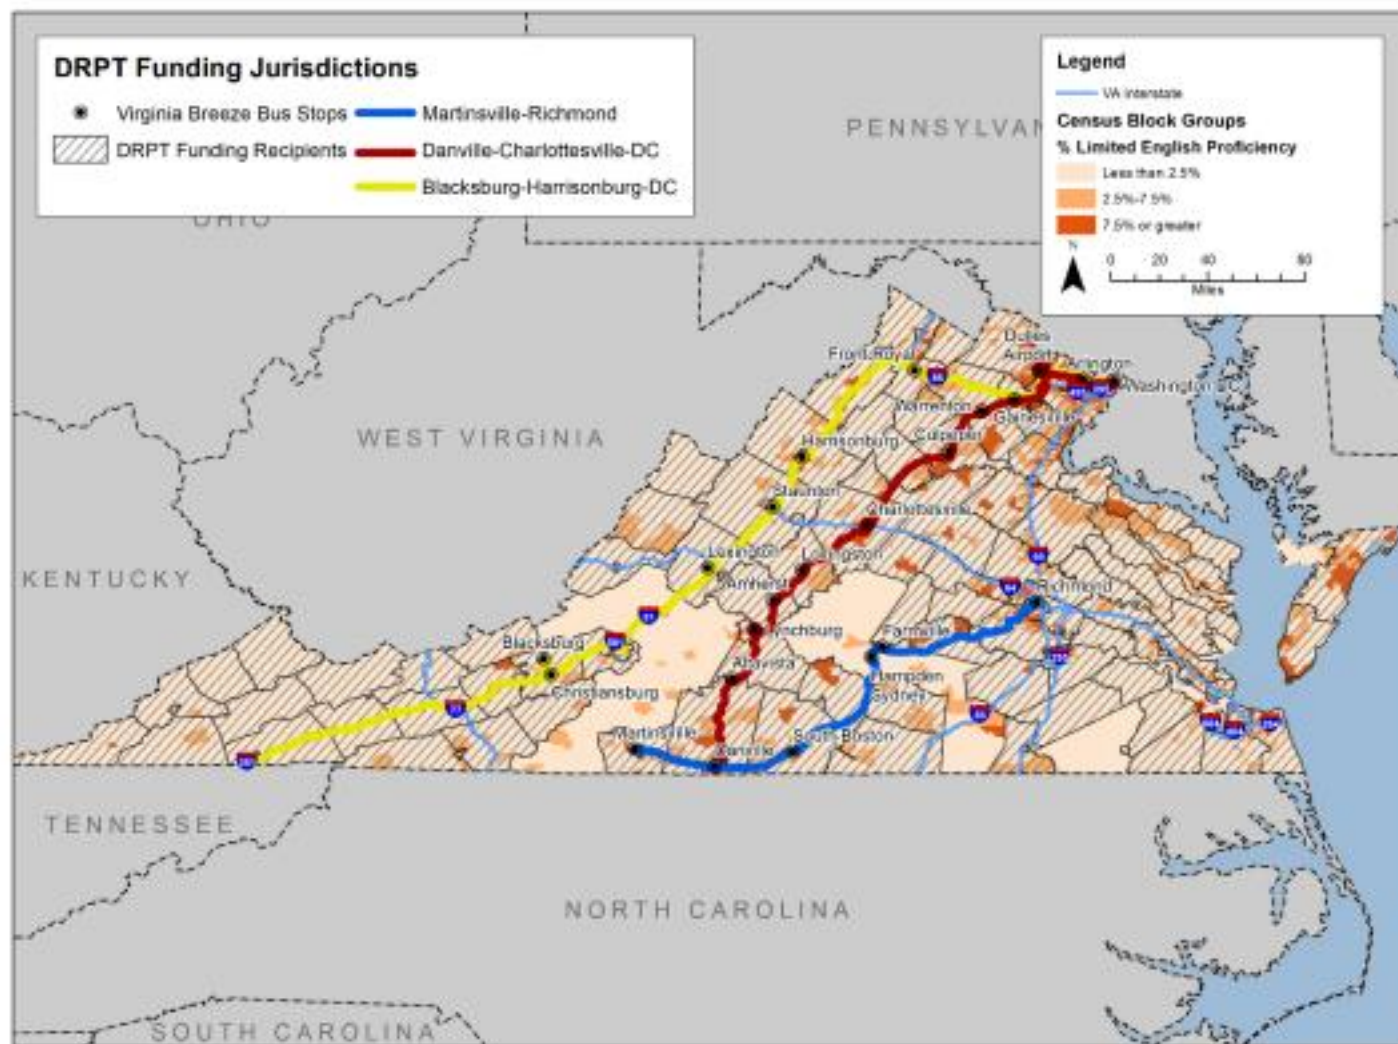 DRPT Funding Jurisdictions
Virginia Breeze Bus Stops
Martinsville-Richmond
DRPT Funding Recipients
Danville-Charlottesville-DC
Blacksburg-Harrisonburg-DC
Legend
VA Interstate
Census Block Groups
% Limited English Proficiency
Less than 2.5%
2.5%-7.5%
7.5% or greater
N
0 20 40 80
Miles
OHIO
WEST VIRGINIA
KENTUCKY
TENNESSEE
NORTH CAROLINA
SOUTH CAROLINA
Dulles
Airport
Arlington
Washington DC
Front Royal
66
Warrenton
Gainesville
Culpeper
Harrisonburg
Staunton
Charlottesville
Lexington
Lovingston
Amherst
Richmond
64
81
Lynchburg
Farmville
Blacksburg
Altavista
Hampden
Sydney
Christiansburg
Martinsville
Danville
South Boston